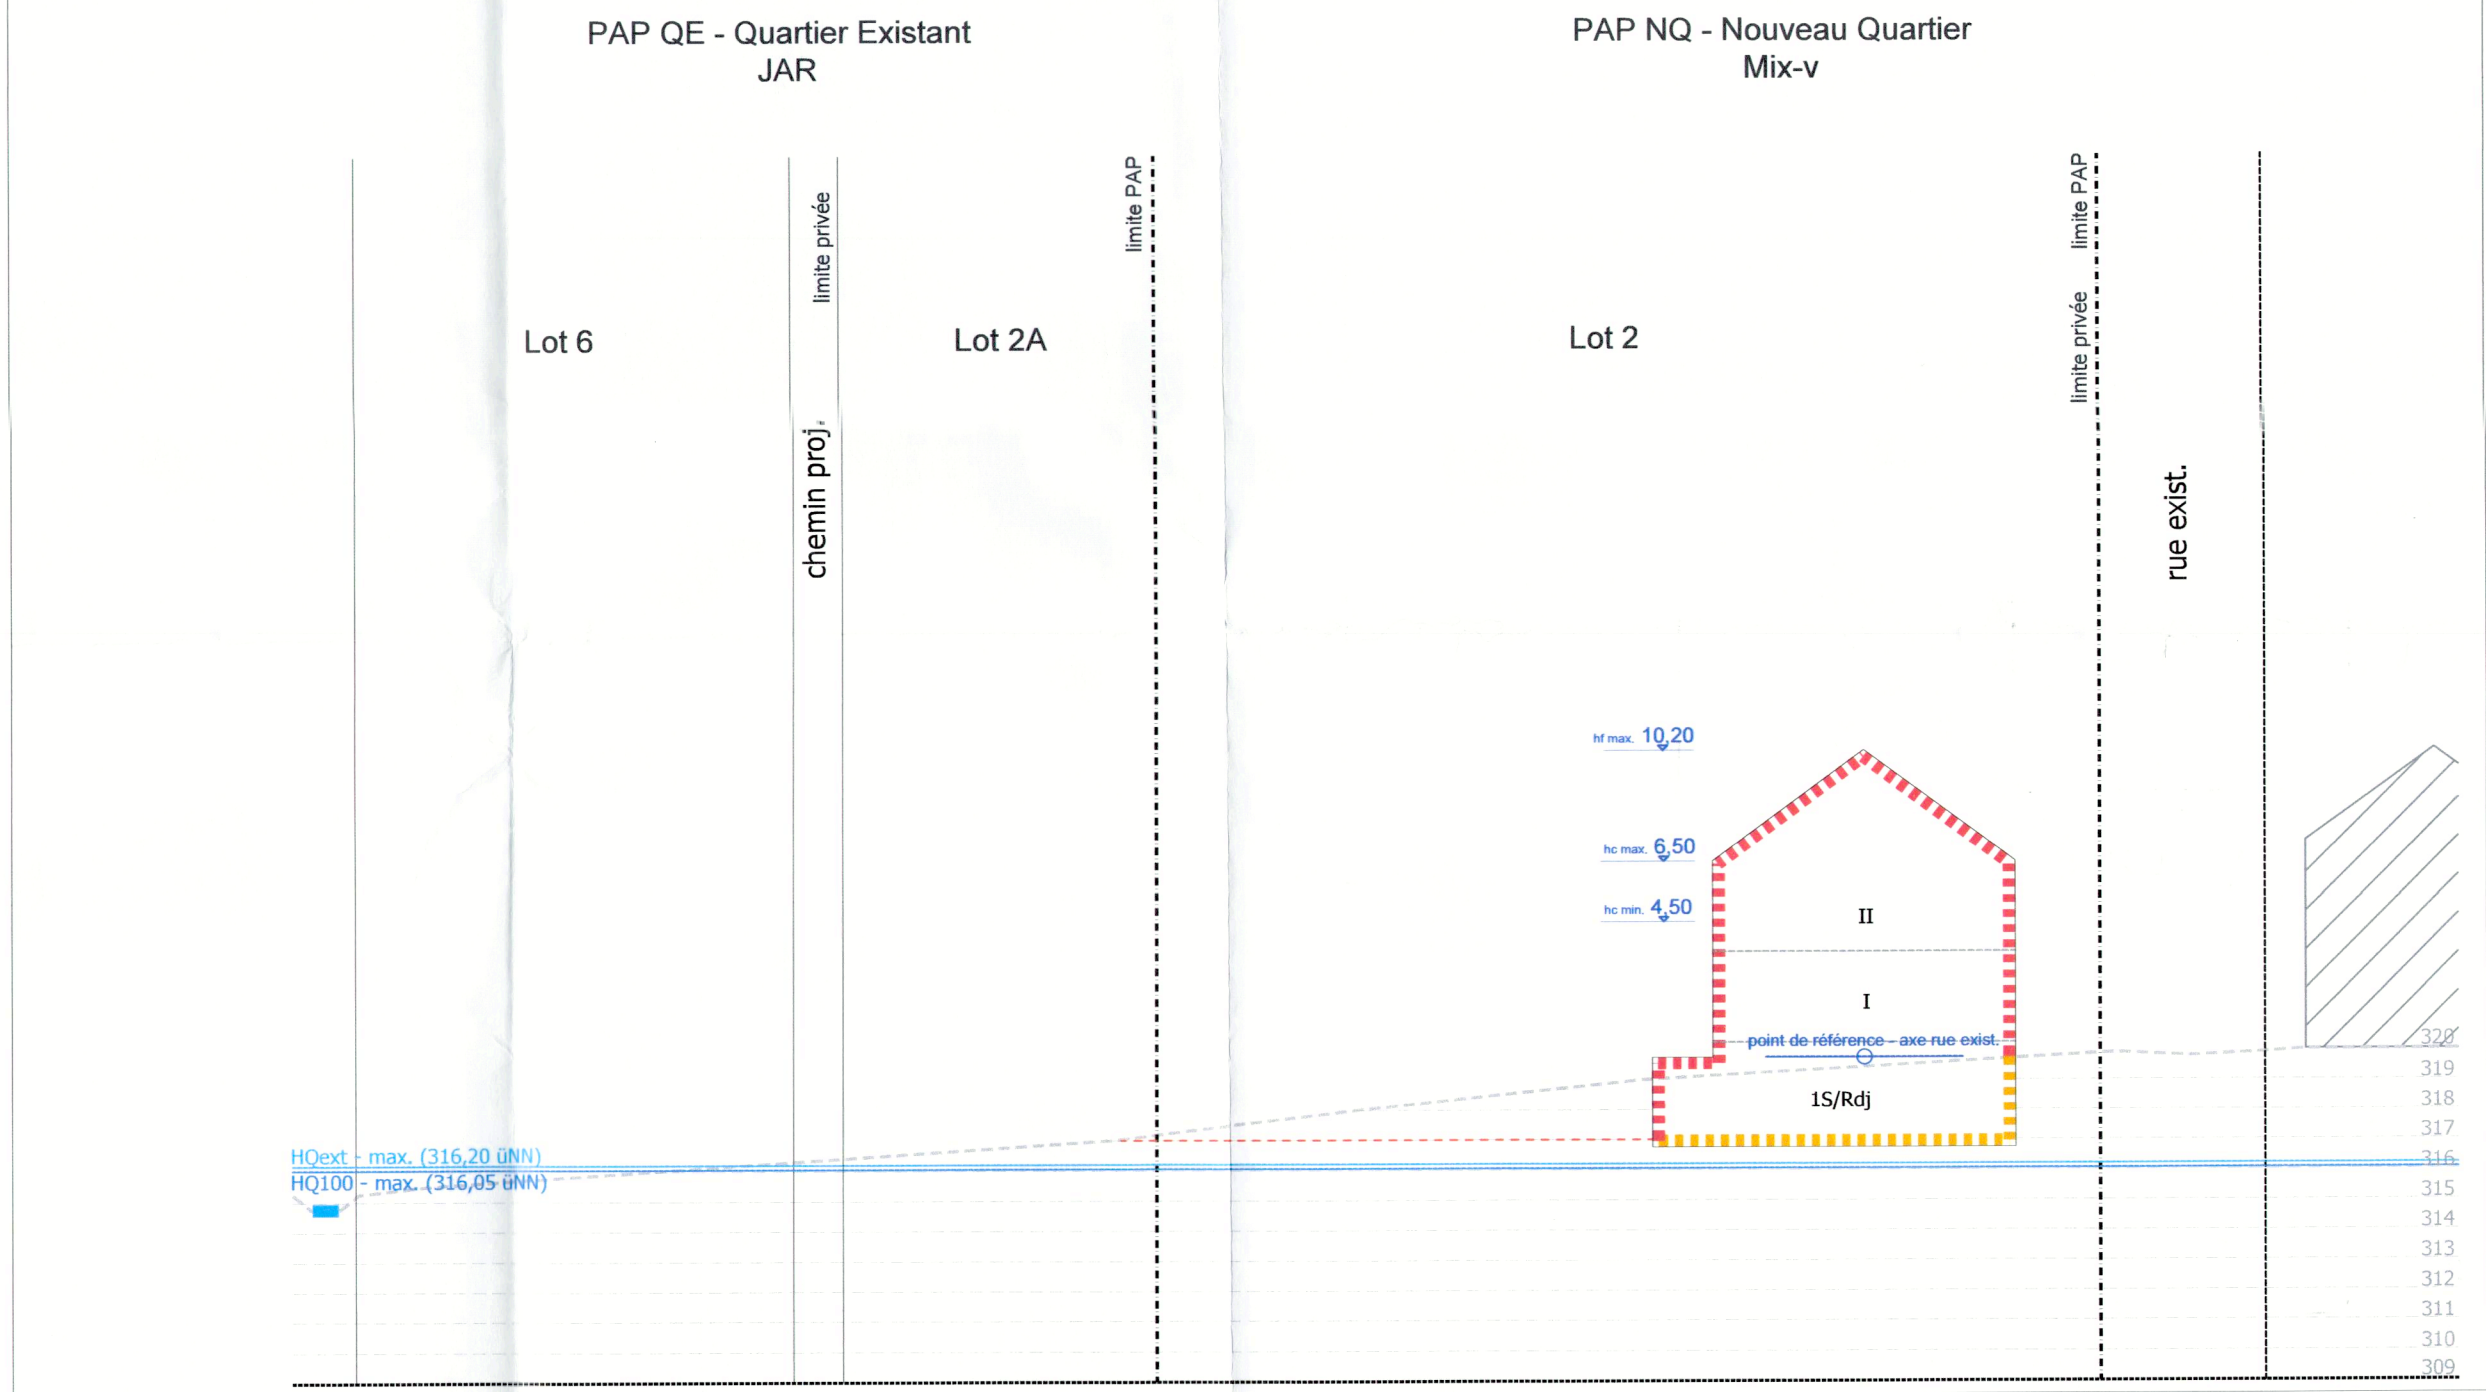 PAP QE - Quartier Existant
JAR
PAP NQ - Nouveau Quartier
Mix-v
limite privée
limite PAP
limite PAP
limite privée
Lot 6
Lot 2A
Lot 2
chemin proj.
rue exist.
hf max. 10,20
hc max. 6,50
hc min. 4,50
II
I
point de référence - axe rue exist.
1S/Rdj
HQext - max. (316,20 üNN)
HQ100 - max. (316,05 üNN)
320
319
318
317
316
315
314
313
312
311
310
309